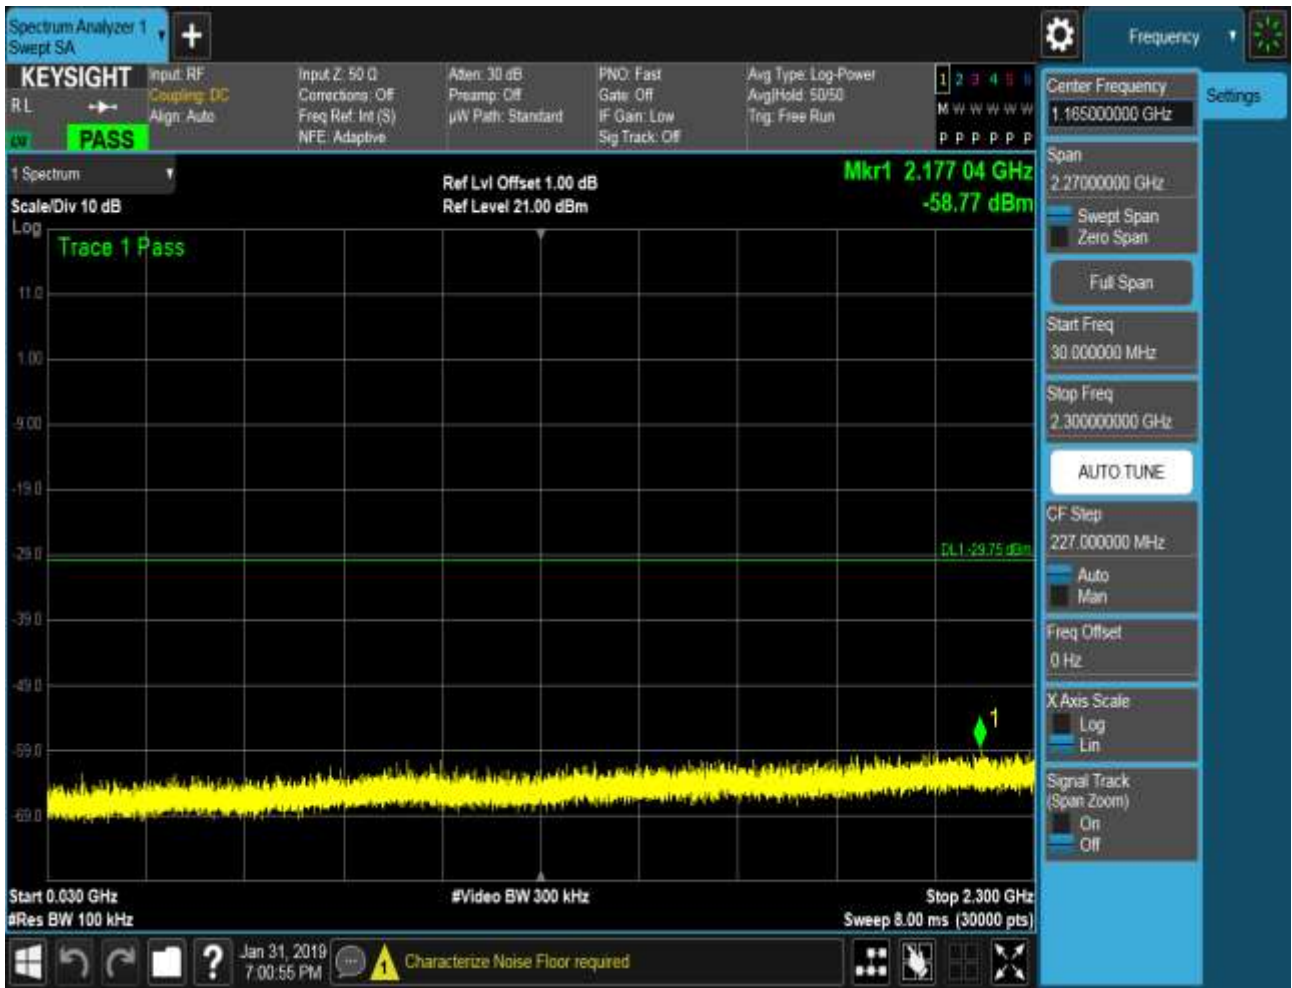 Spectrum Analyzer 1
Swept SA
+
Frequency
KEYSIGHT
R L
PASS
Input: RF
Coupling: DC
Align: Auto
Input Z: 50 Ω
Corrections: Off
Freq Ref: Int (S)
NFE: Adaptive
Atten: 30 dB
Preamp: Off
µW Path: Standard
PNO: Fast
Gate: Off
IF Gain: Low
Sig Track: Off
Avg Type: Log-Power
Avg|Hold: 50/50
Trig: Free Run
1 2 3 4 5 6
M W W W W W
P P P P P P
1 Spectrum
Scale/Div 10 dB
Log
Ref Lvl Offset 1.00 dB
Ref Level 21.00 dBm
Mkr1 2.177 04 GHz
-58.77 dBm
Trace 1 Pass
11.0
1.00
-9.00
-19.0
-29.0
DL1 -29.75 dBm
-39.0
-49.0
1
-59.0
-69.0
Start 0.030 GHz
#Res BW 100 kHz
#Video BW 300 kHz
Stop 2.300 GHz
Sweep 8.00 ms (30000 pts)
?
Jan 31, 2019
7:00:55 PM
1
Characterize Noise Floor required
Center Frequency
1.165000000 GHz
Settings
Span
2.27000000 GHz
Swept Span
Zero Span
Full Span
Start Freq
30.000000 MHz
Stop Freq
2.300000000 GHz
AUTO TUNE
CF Step
227.000000 MHz
Auto
Man
Freq Offset
0 Hz
X Axis Scale
Log
Lin
Signal Track
(Span Zoom)
On
Off